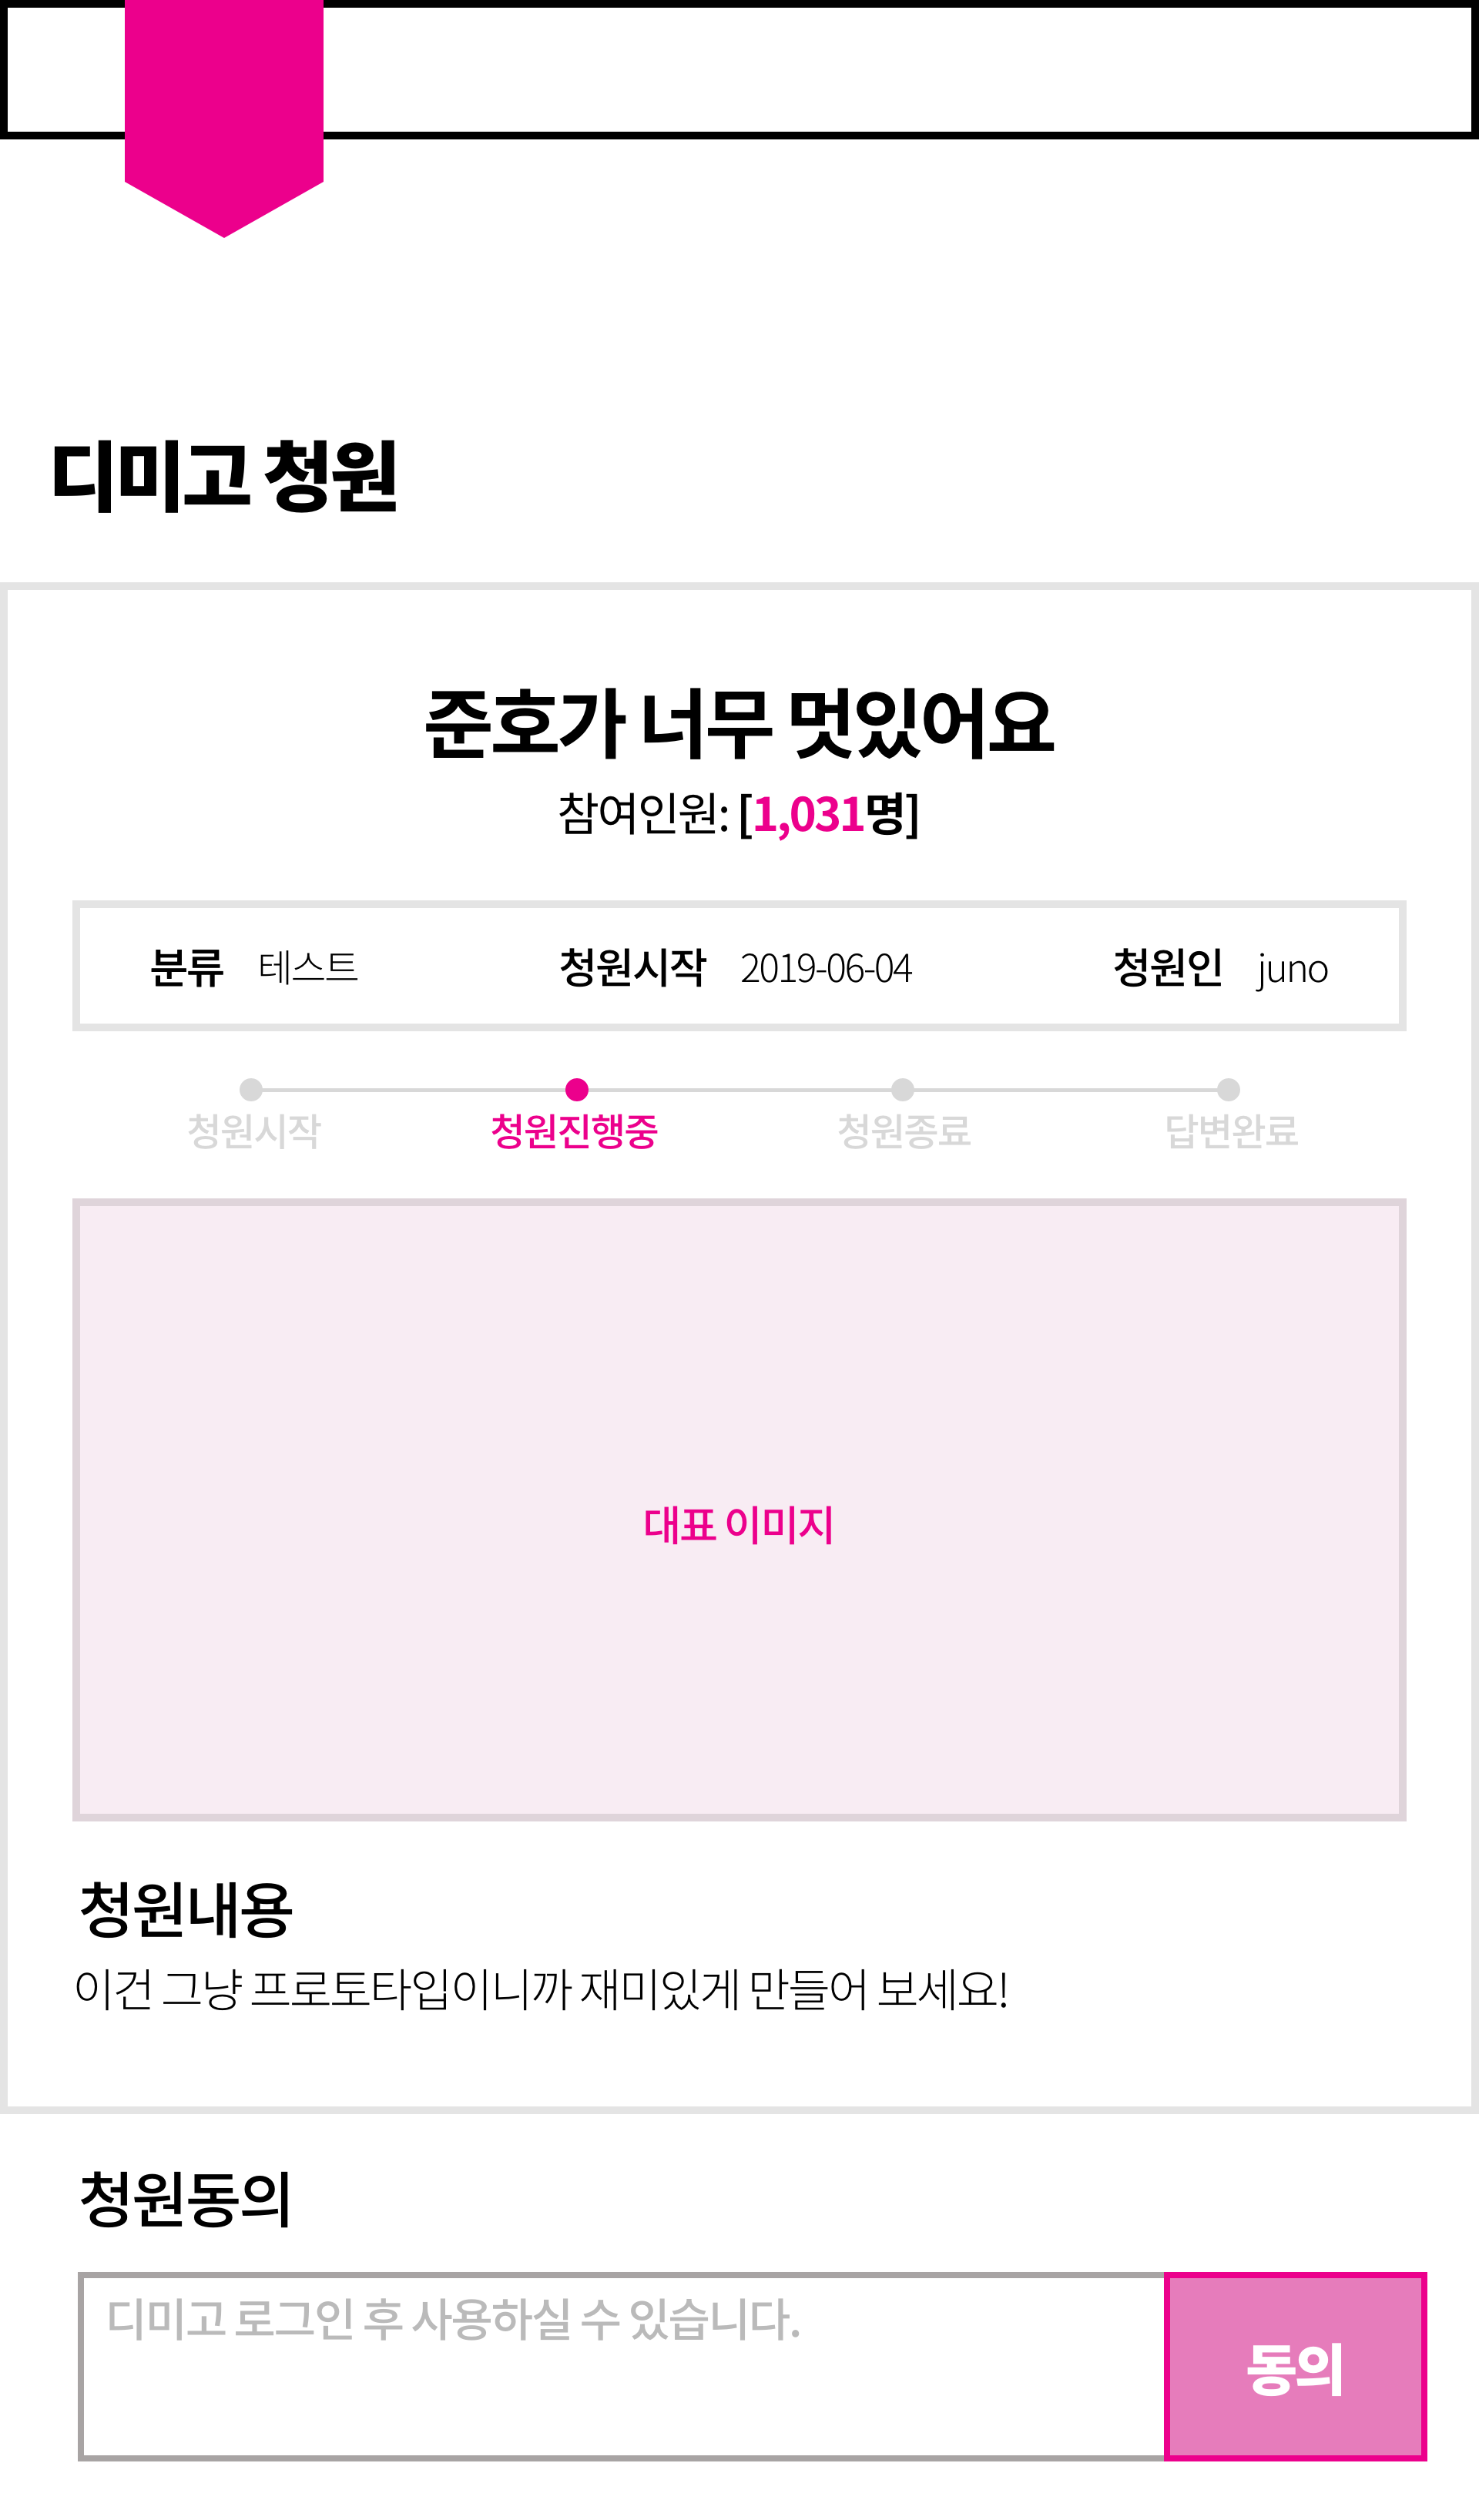 디미고 청원
준호가 너무 멋있어요
참여인원: [1,031명]
분류 테스트 청원시작 2019-06-04 청원인 juno
청원시작 청원진행중 청원종료 답변완료
대표 이미지
청원내용
이건 그냥 프로토타입이니까 재미있게 만들어 보세요!
청원동의
디미고 로그인 후 사용하실 수 있습니다.
동의